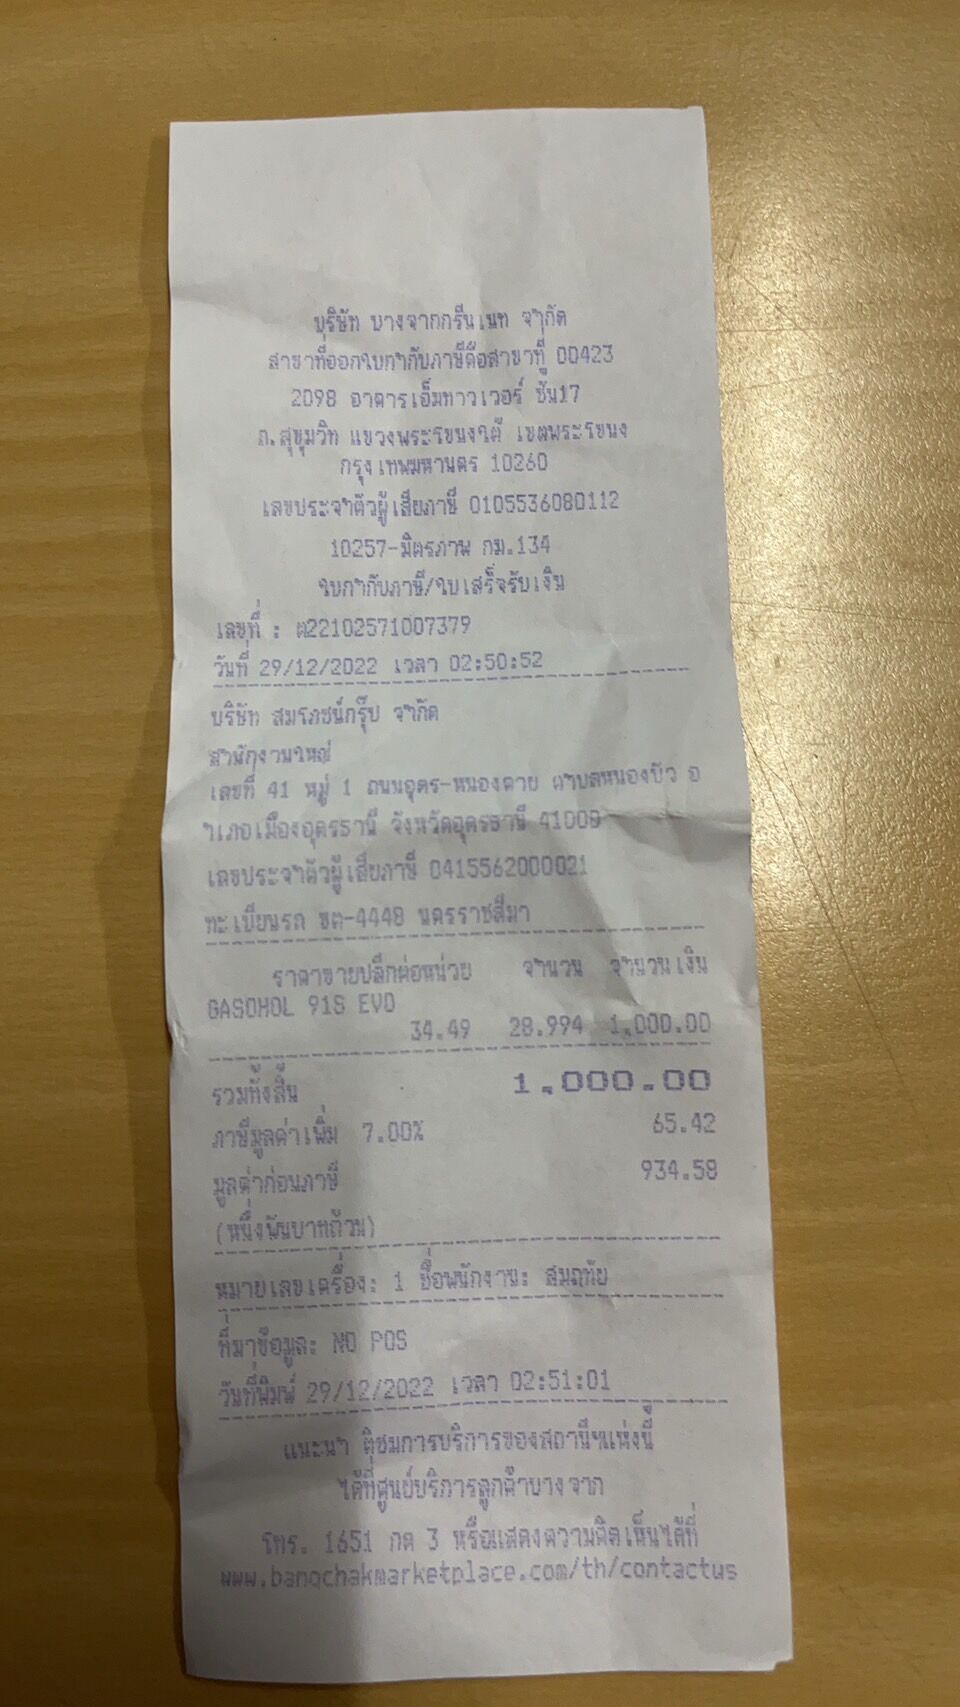 บริษัท บางจากกรีนเนท จำกัด
สาขาที่ออกใบกำกับภาษีคือสาขาที่ 00423
2098 อาคารเอ็มทาวเวอร์ ชั้น17
ถ.สุขุมวิท แขวงพระโขนงใต้ เขตพระโขนง
กรุงเทพมหานคร 10260
เลขประจำตัวผู้เสียภาษี 0105536080112
10257-มิตรภาพ กม.134
ใบกำกับภาษี/ใบเสร็จรับเงิน
เลขที่ : ต22102571007379
วันที่ 29/12/2022 เวลา 02:50:52
บริษัท สมโภชน์กรุ๊ป จำกัด
สำนักงานใหญ่
เลขที่ 41 หมู่ 1 ถนนอุดร-หนองคาย ตำบลหนองบัว อ
ำเภอเมืองอุดรธานี จังหวัดอุดรธานี 41000
เลขประจำตัวผู้เสียภาษี 0415562000021
ทะเบียนรถ ขต-4448 นครราชสีมา
ราคาขายปลีกต่อหน่วย จำนวน จำนวนเงิน
GASOHOL 91S EVO
34.49 28.994 1,000.00
รวมทั้งสิ้น 1,000.00
ภาษีมูลค่าเพิ่ม 7.00% 65.42
มูลค่าก่อนภาษี 934.58
(หนึ่งพันบาทถ้วน)
หมายเลขเครื่อง: 1 ชื่อพนักงาน: สมฤทัย
ที่มาข้อมูล: NO POS
วันที่พิมพ์ 29/12/2022 เวลา 02:51:01
แนะนำ ติชมการบริการของสถานีฯแห่งนี้
ได้ที่ศูนย์บริการลูกค้าบางจาก
โทร. 1651 กด 3 หรือแสดงความคิดเห็นได้ที่
www.bangchakmarketplace.com/th/contactus